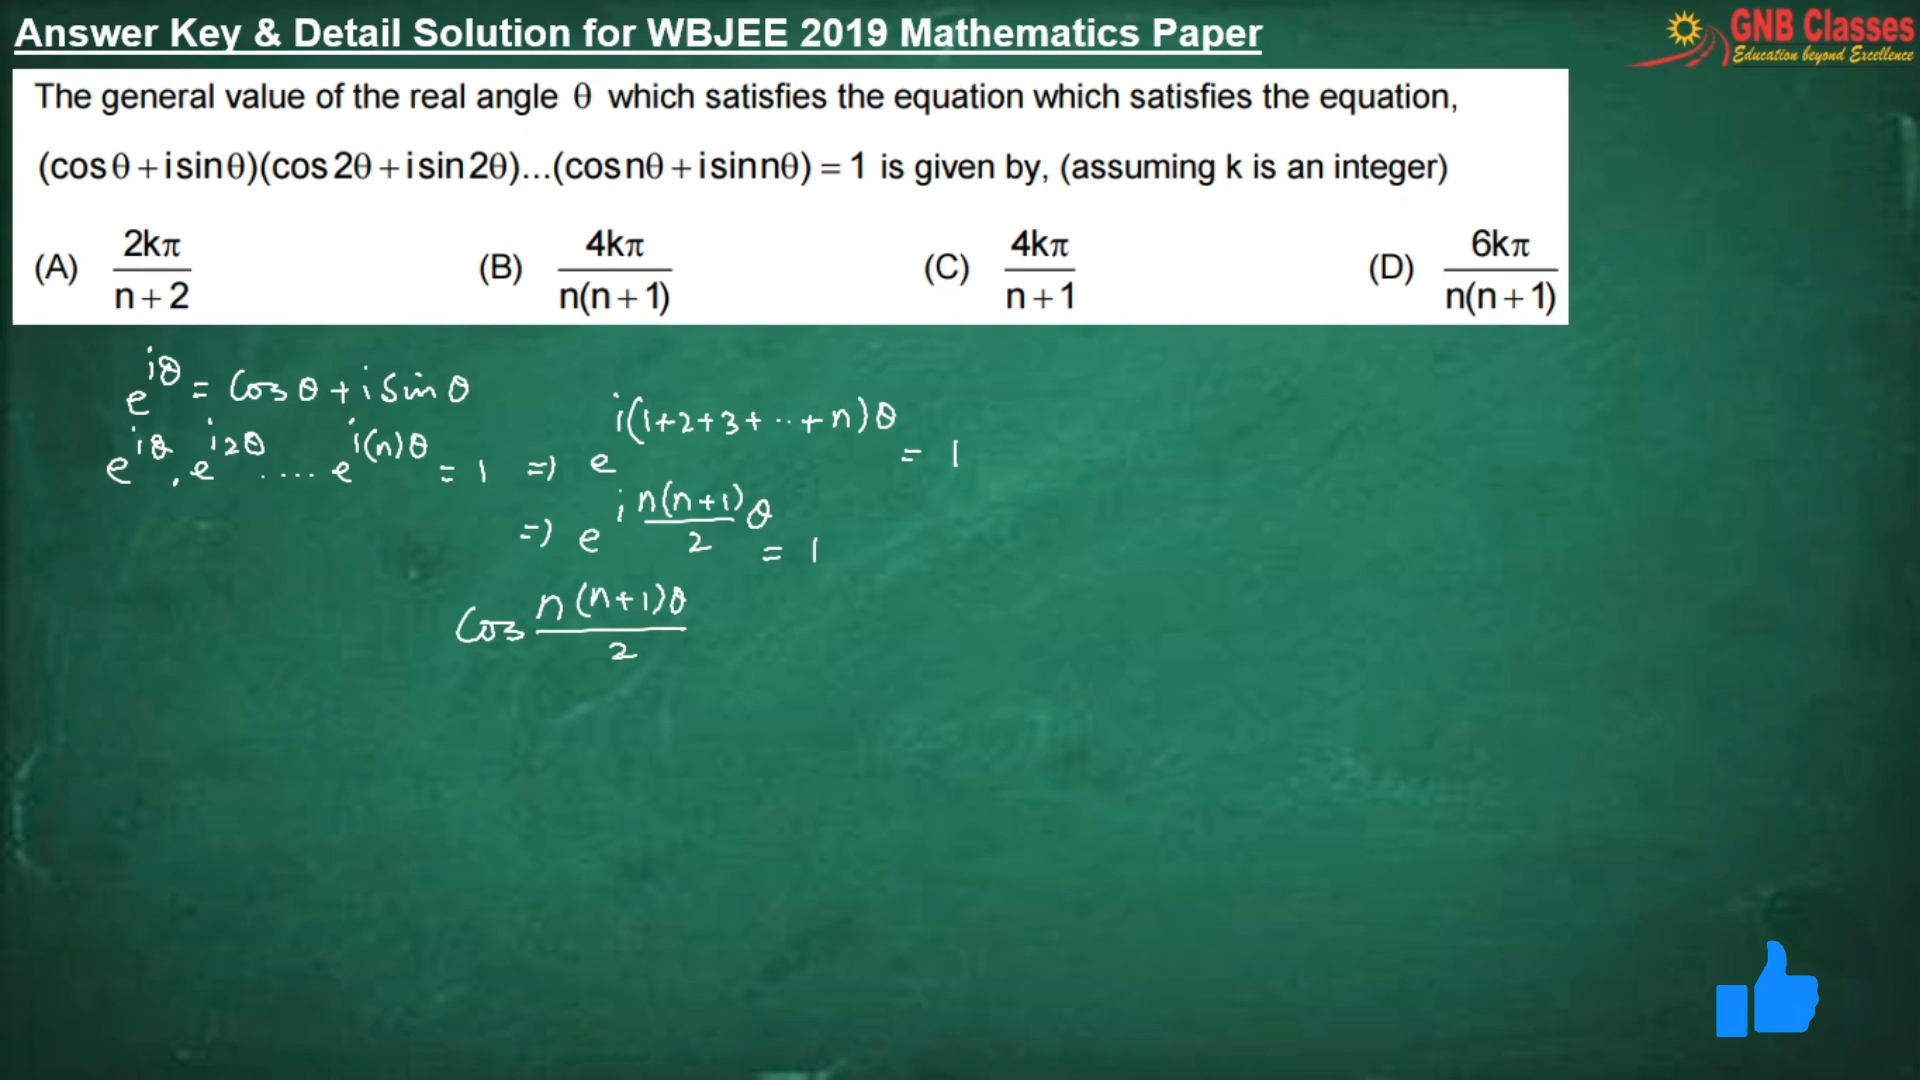 Answer Key & Detail Solution for WBJEE 2019 Mathematics Paper
GNB Classes
Education beyond Excellence
The general value of the real angle θ which satisfies the equation which satisfies the equation,
(cosθ + isinθ)(cos2θ + isin2θ)...(cosnθ + isinnθ) = 1 is given by, (assuming k is an integer)
(A) 2kπ/(n + 2) (B) 4kπ/(n(n + 1)) (C) 4kπ/(n + 1) (D) 6kπ/(n(n + 1))
e^{iθ} = Cosθ + i Sinθ
e^{iθ} . e^{i2θ} .... e^{i(n)θ} = 1 => e^{i(1+2+3+...+n)θ} = 1
=> e^{i n(n+1)/2 θ} = 1
Cos n(n+1)θ/2